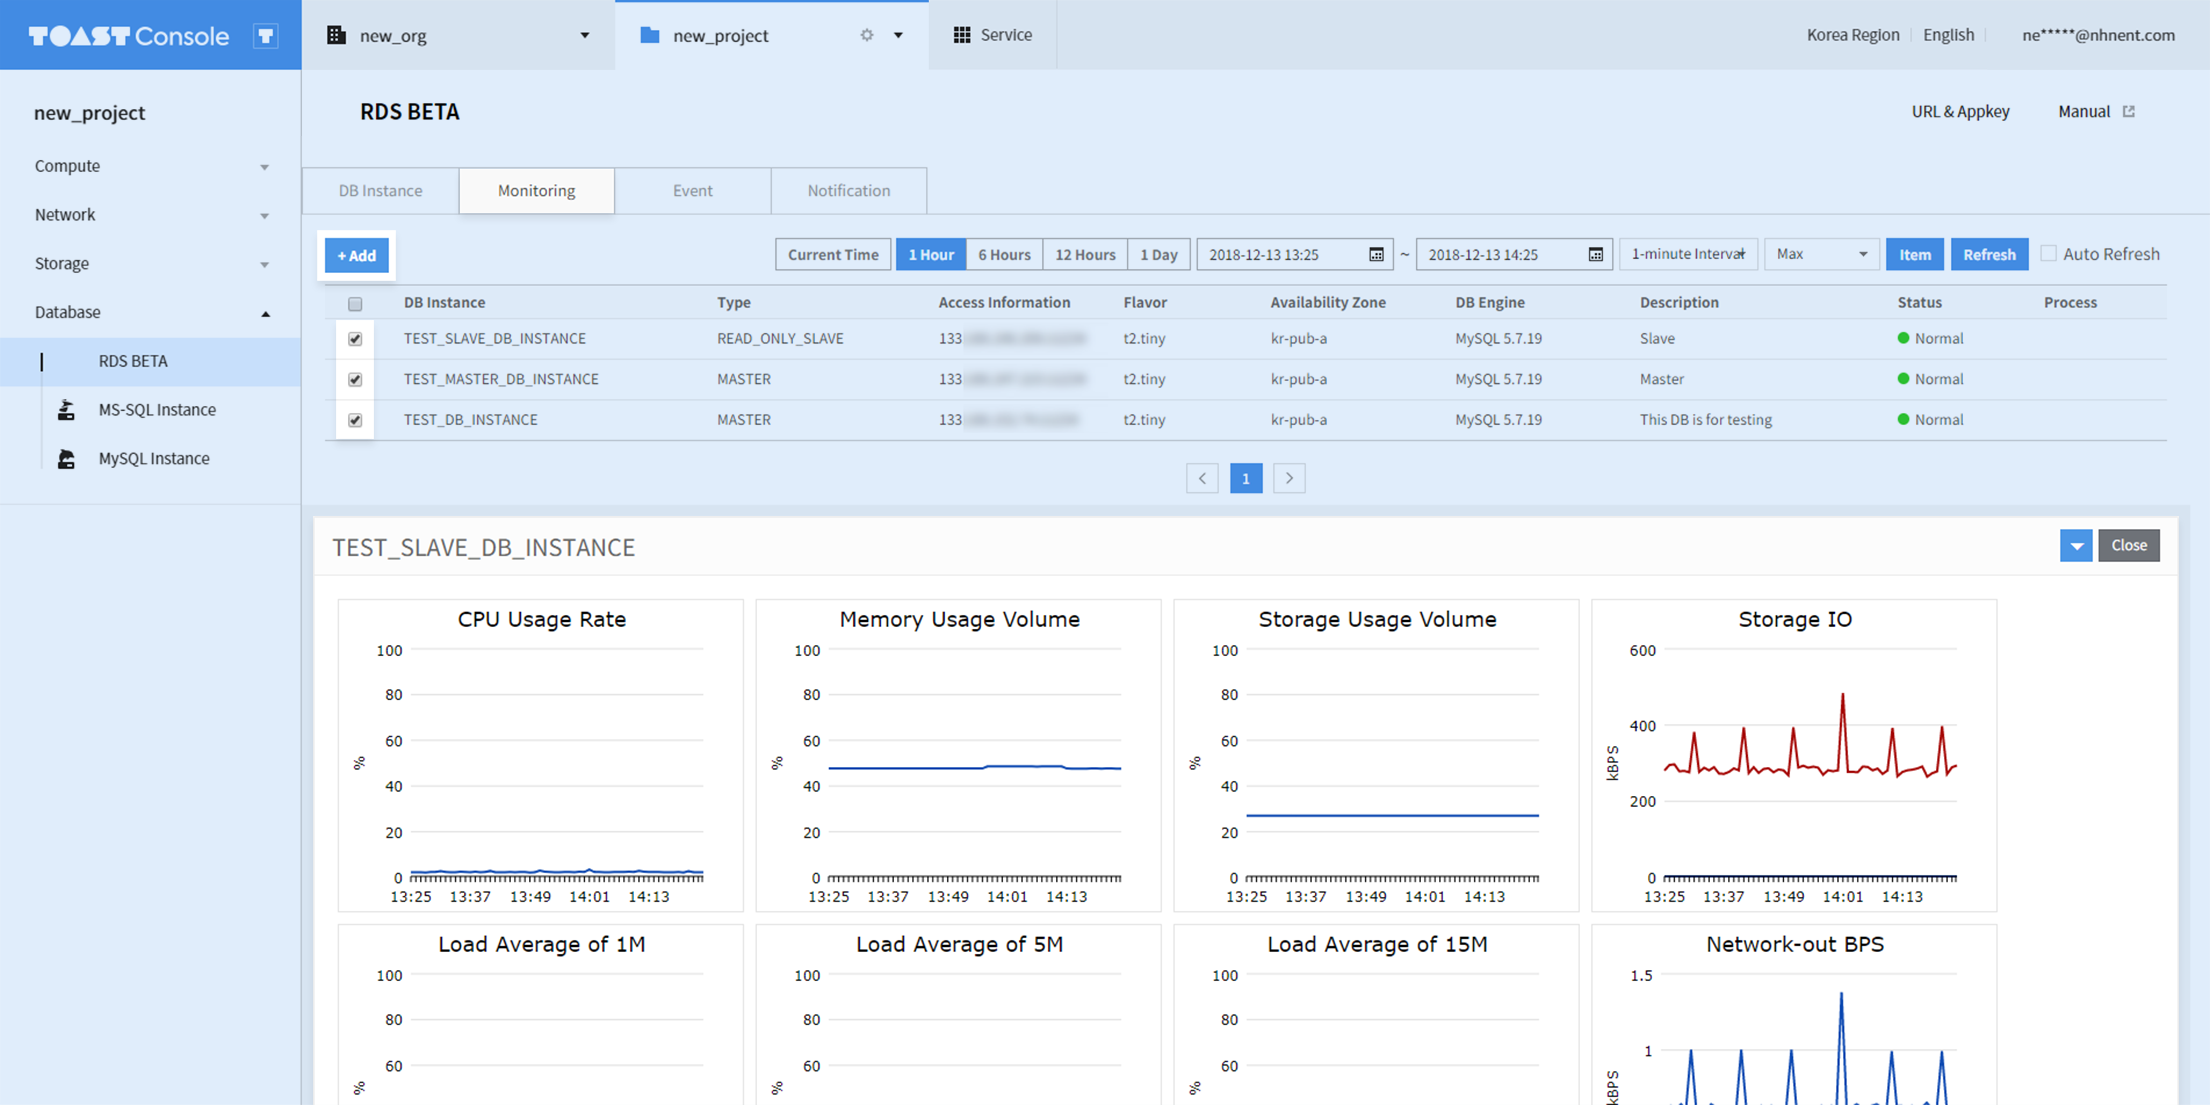 TOAST Console T
new_org
new_project
Service
Korea Region
English
ne*****@nhnent.com
new_project
Compute
Network
Storage
Database
RDS BETA
MS-SQL Instance
MySQL Instance
RDS BETA
URL & Appkey
Manual
DB Instance
Monitoring
Event
Notification
+ Add
Current Time
1 Hour
6 Hours
12 Hours
1 Day
2018-12-13 13:25
~
2018-12-13 14:25
1-minute Interval
Max
Item
Refresh
Auto Refresh
DB Instance Type Access Information Flavor Availability Zone DB Engine Description Status Process
TEST_SLAVE_DB_INSTANCE READ_ONLY_SLAVE 133 t2.tiny kr-pub-a MySQL 5.7.19 Slave Normal
TEST_MASTER_DB_INSTANCE MASTER 133 t2.tiny kr-pub-a MySQL 5.7.19 Master Normal
TEST_DB_INSTANCE MASTER 133 t2.tiny kr-pub-a MySQL 5.7.19 This DB is for testing Normal
< 1 >
TEST_SLAVE_DB_INSTANCE
Close
CPU Usage Rate
100
80
60
40
20
0
%
13:25 13:37 13:49 14:01 14:13
Memory Usage Volume
100
80
60
40
20
0
%
13:25 13:37 13:49 14:01 14:13
Storage Usage Volume
100
80
60
40
20
0
%
13:25 13:37 13:49 14:01 14:13
Storage IO
600
400
200
0
kBPS
13:25 13:37 13:49 14:01 14:13
Load Average of 1M
100
80
60
%
Load Average of 5M
100
80
60
%
Load Average of 15M
100
80
60
%
Network-out BPS
1.5
1
kBPS